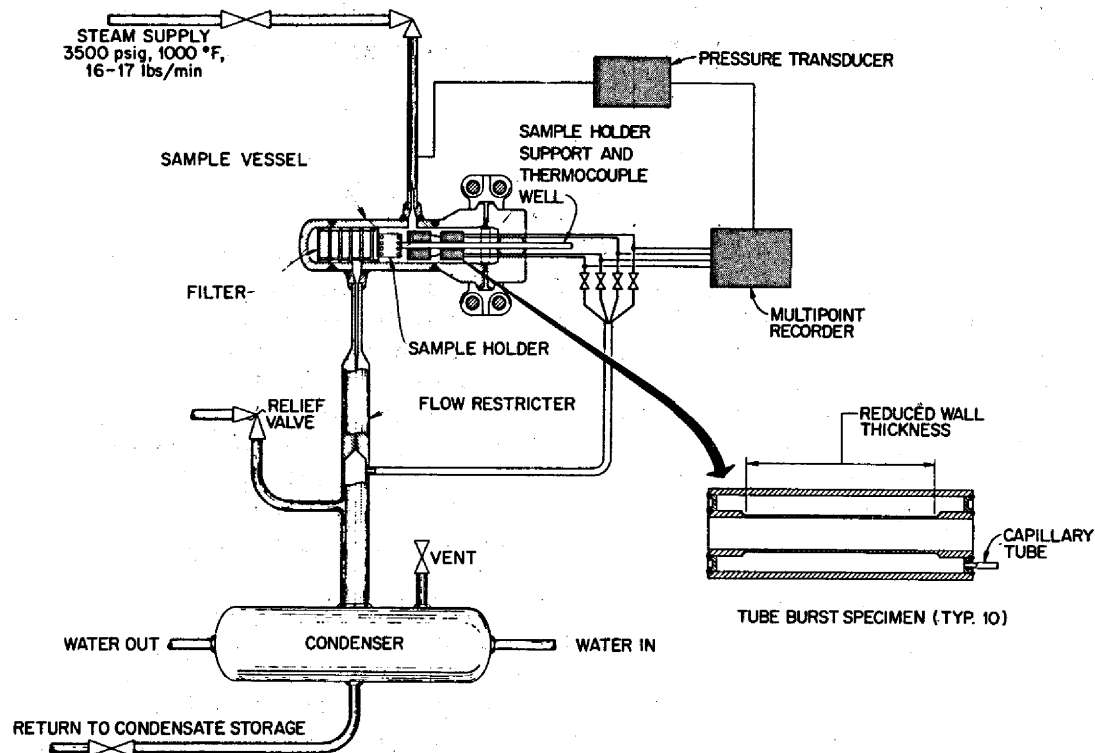 STEAM SUPPLY
3500 psig, 1000 °F,
16-17 lbs/min
PRESSURE TRANSDUCER
SAMPLE HOLDER
SUPPORT AND
THERMOCOUPLE
WELL
SAMPLE VESSEL
FILTER
MULTIPOINT
RECORDER
SAMPLE HOLDER
RELIEF
VALVE
FLOW RESTRICTER
REDUCED WALL
THICKNESS
CAPILLARY
TUBE
VENT
TUBE BURST SPECIMEN (TYP. 10)
WATER OUT
CONDENSER
WATER IN
RETURN TO CONDENSATE STORAGE